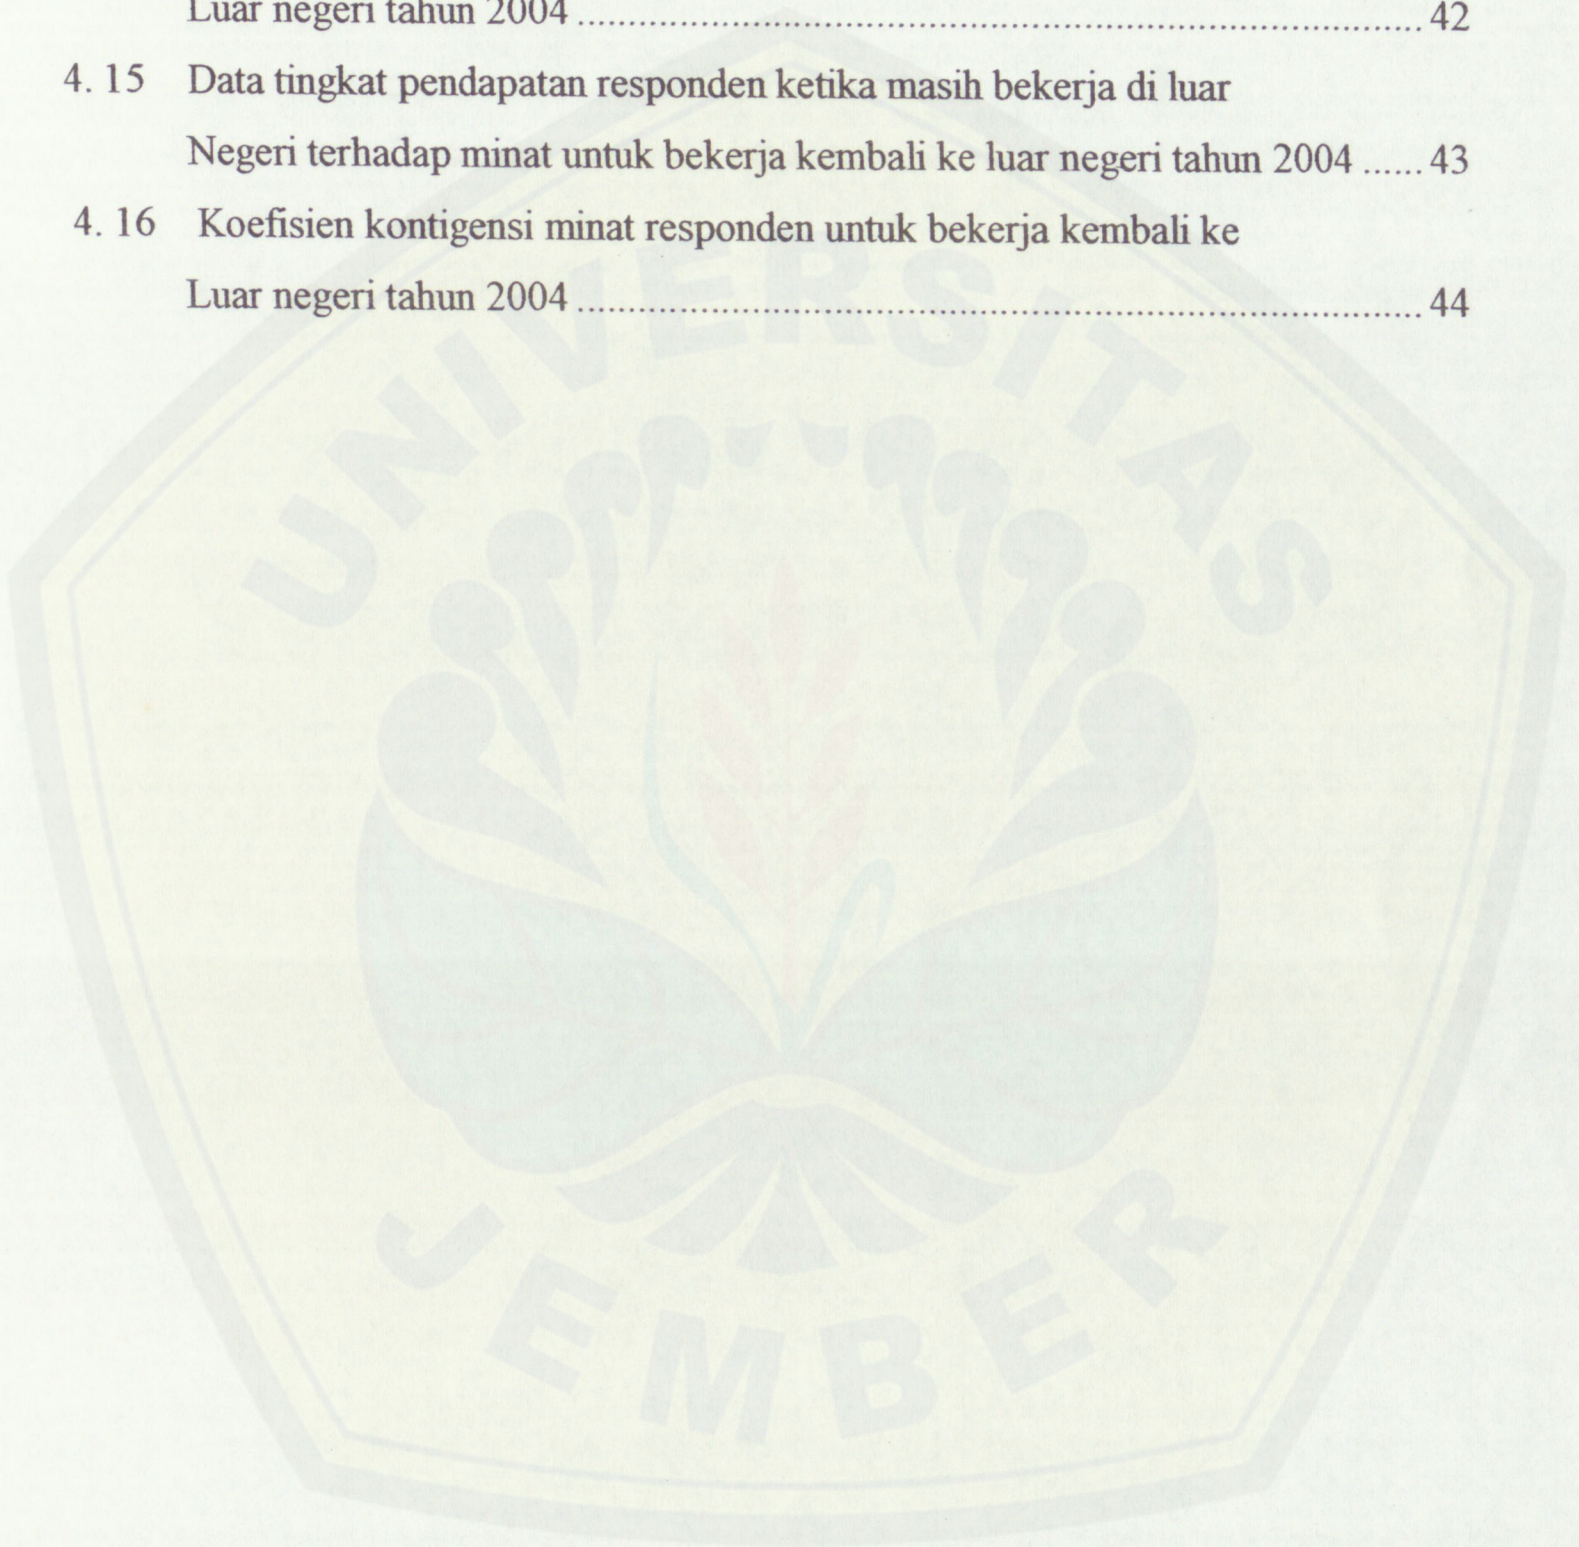 Luar negeri tahun 2004 ........................................................................................ 42
4. 15 Data tingkat pendapatan responden ketika masih bekerja di luar
Negeri terhadap minat untuk bekerja kembali ke luar negeri tahun 2004 ...... 43
4. 16 Koefisien kontigensi minat responden untuk bekerja kembali ke
Luar negeri tahun 2004 ........................................................................................ 44
UNIVERSITAS
JEMBER